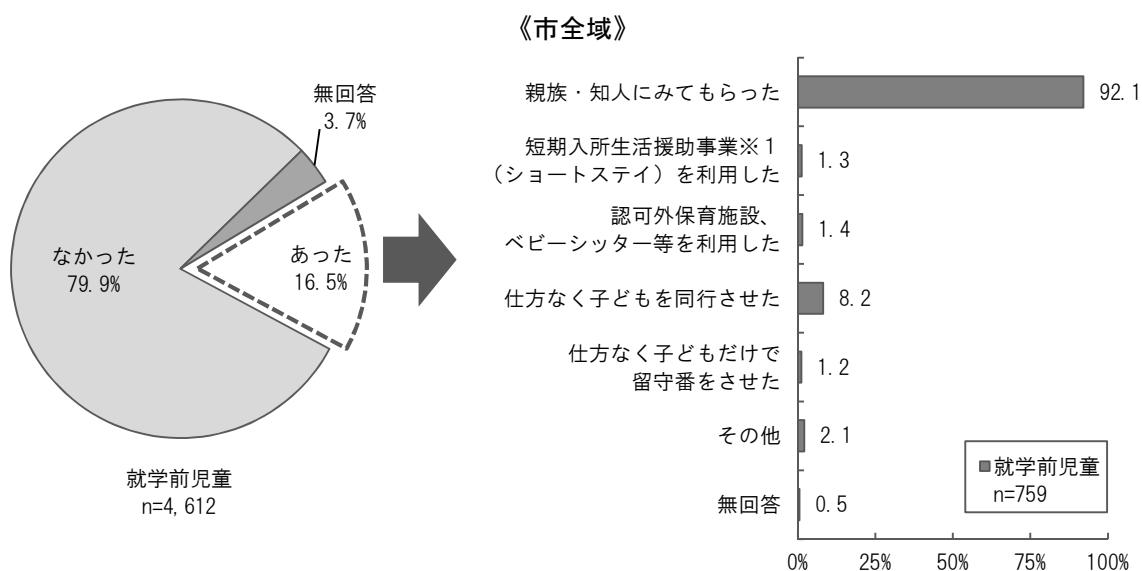 《市全域》
無回答
3.7%
なかった
79.9%
あった
16.5%
就学前児童
n=4,612
親族・知人にみてもらった
92.1
短期入所生活援助事業※1
(ショートステイ)を利用した
1.3
認可外保育施設、
ベビーシッター等を利用した
1.4
仕方なく子どもを同行させた
8.2
仕方なく子どもだけで
留守番をさせた
1.2
その他
2.1
無回答
0.5
就学前児童
n=759
0% 25% 50% 75% 100%